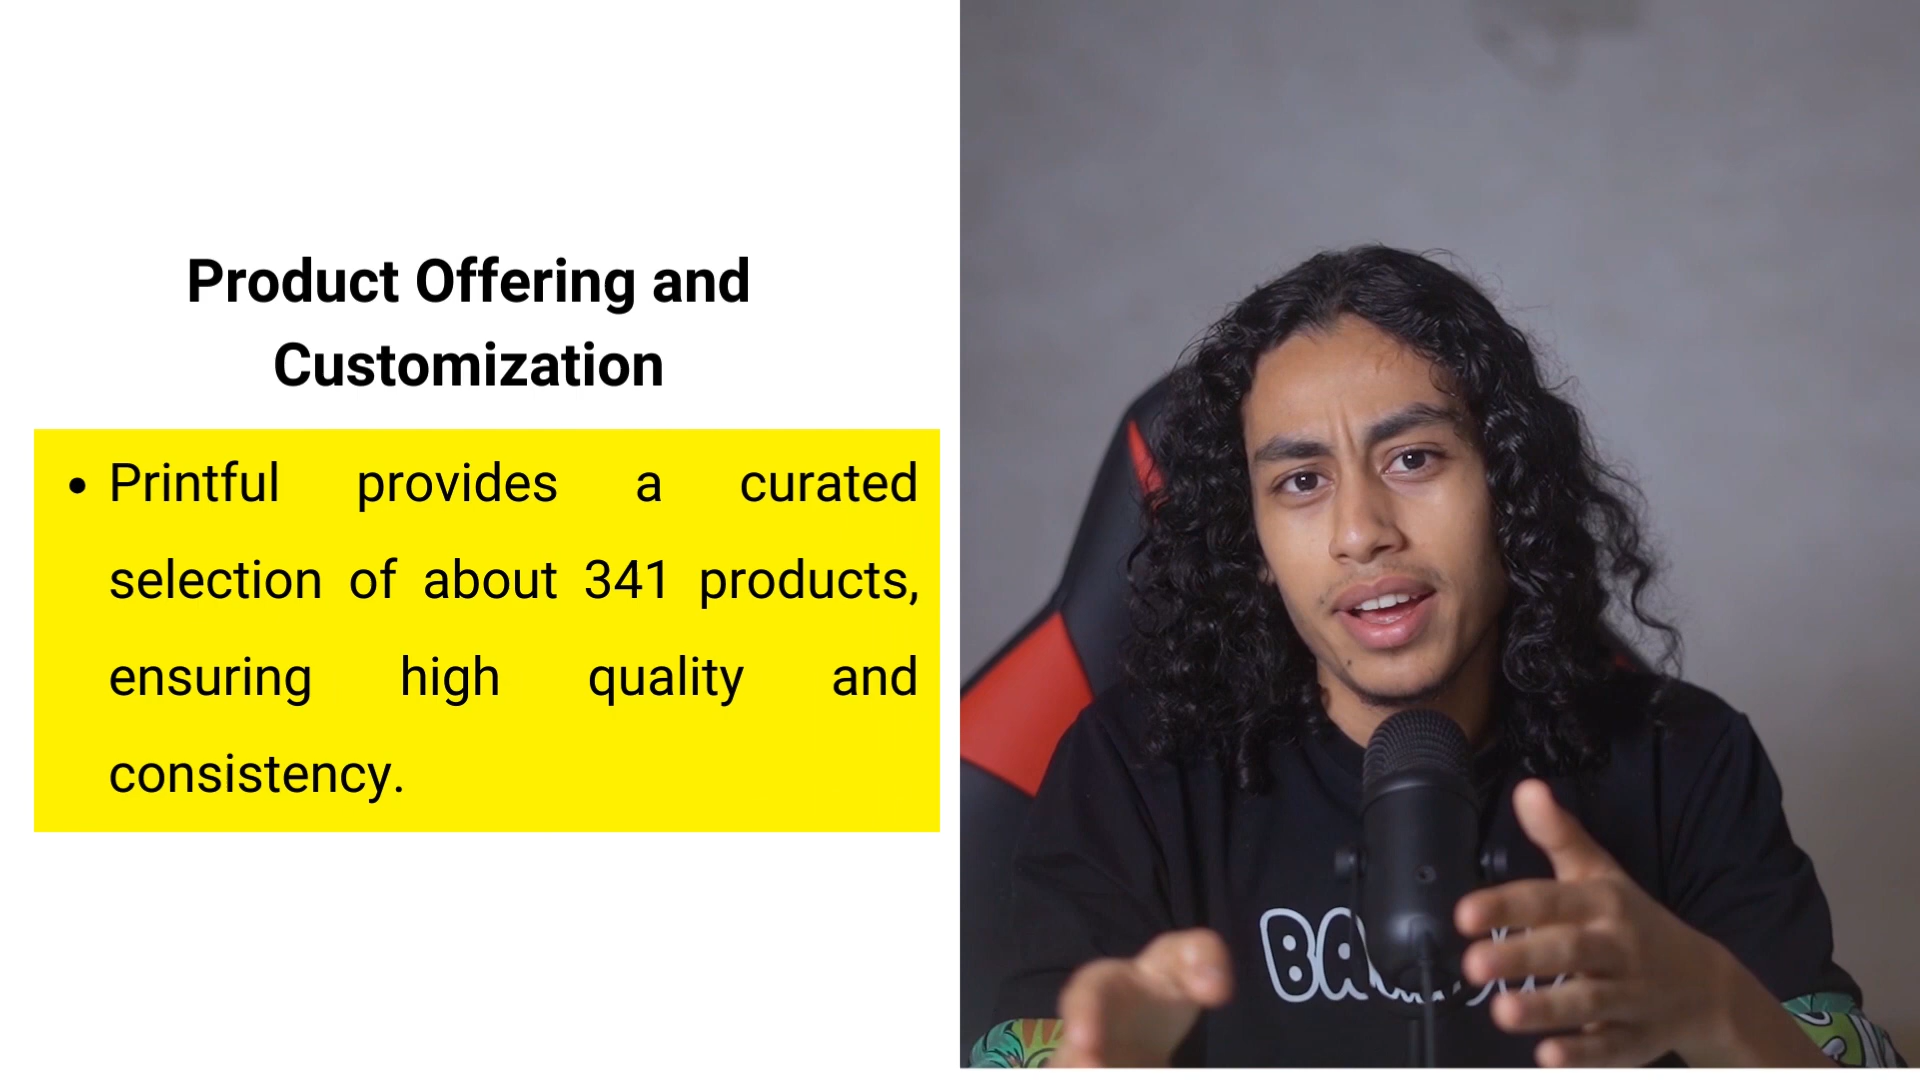 Product Offering and
Customization
• Printful provides a curated
selection of about 341 products,
ensuring high quality and
consistency.